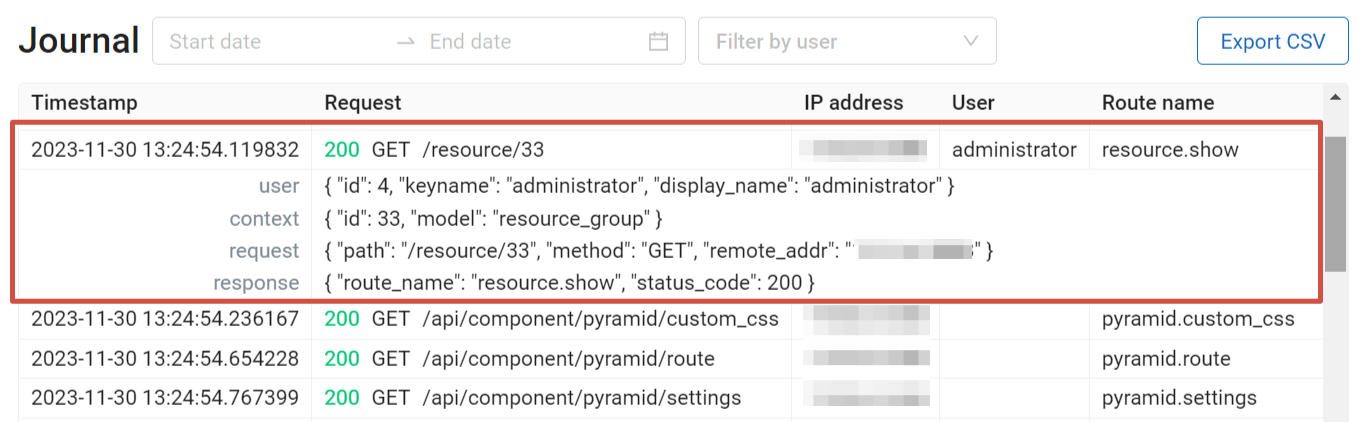 Journal Start date End date Filter by user Export CSV
Timestamp Request IP address User Route name
2023-11-30 13:24:54.119832 200 GET /resource/33 administrator resource.show
user { "id": 4, "keyname": "administrator", "display_name": "administrator" }
context { "id": 33, "model": "resource_group" }
request { "path": "/resource/33", "method": "GET", "remote_addr": " " }
response { "route_name": "resource.show", "status_code": 200 }
2023-11-30 13:24:54.236167 200 GET /api/component/pyramid/custom_css pyramid.custom_css
2023-11-30 13:24:54.654228 200 GET /api/component/pyramid/route pyramid.route
2023-11-30 13:24:54.767399 200 GET /api/component/pyramid/settings pyramid.settings